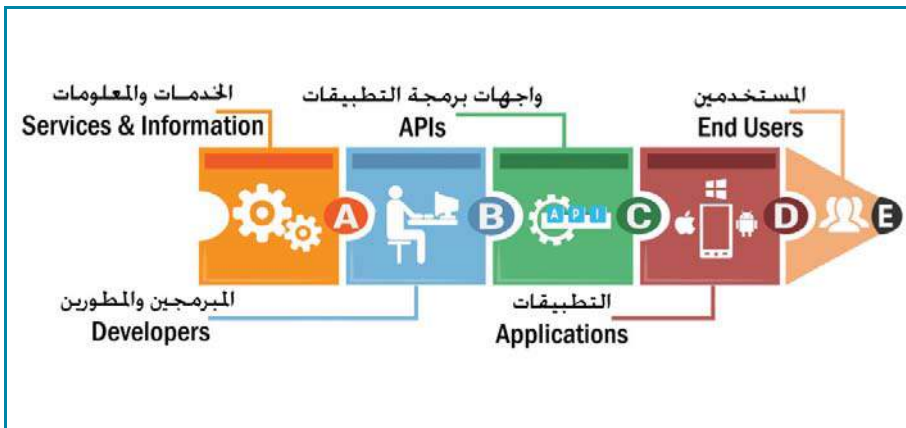 الخدمات والمعلومات
Services & Information
واجهات برمجة التطبيقات
APIs
المستخدمين
End Users
A
B
API
C
D
E
المبرمجين والمطورين
Developers
التطبيقات
Applications